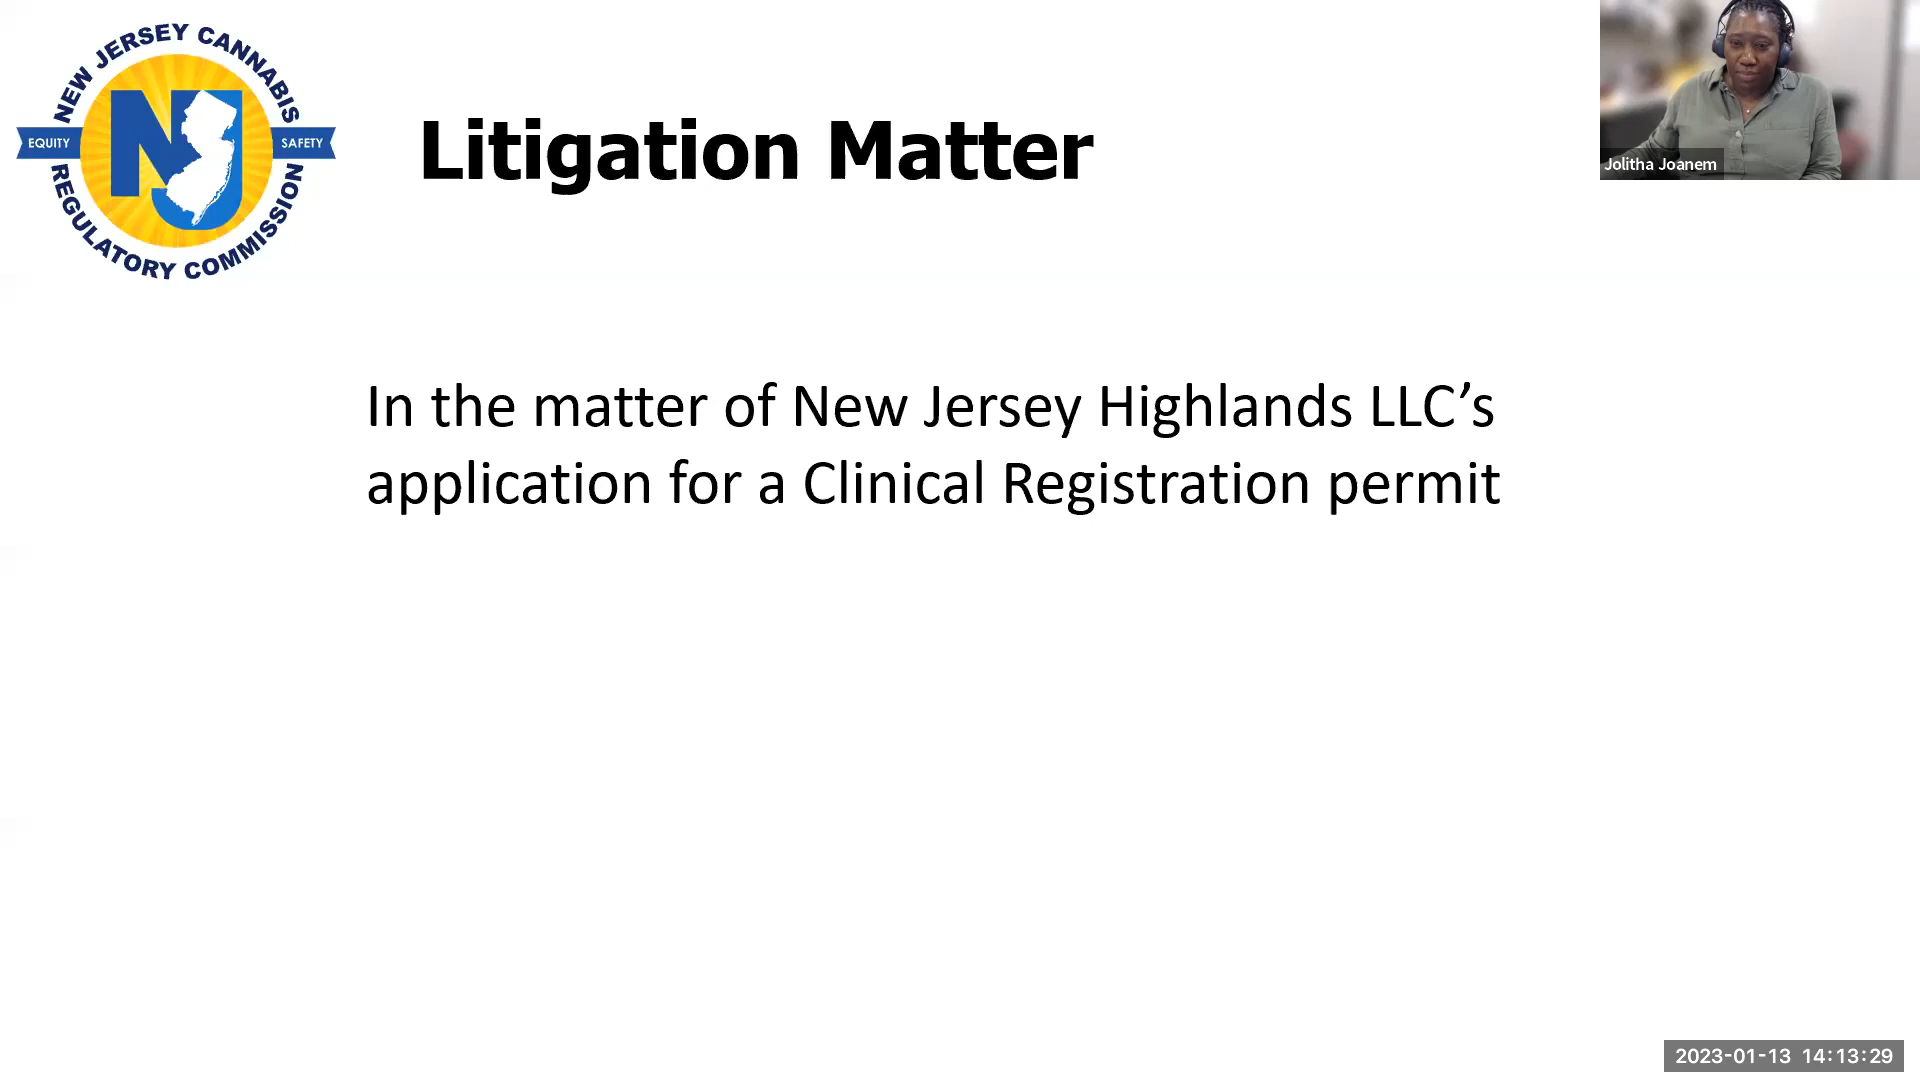 NEW JERSEY CANNABIS
EQUITY
NJ
SAFETY
REGULATORY COMMISSION
Litigation Matter
Jolitha Joanem
In the matter of New Jersey Highlands LLC’s
application for a Clinical Registration permit
2023-01-13 14:13:29